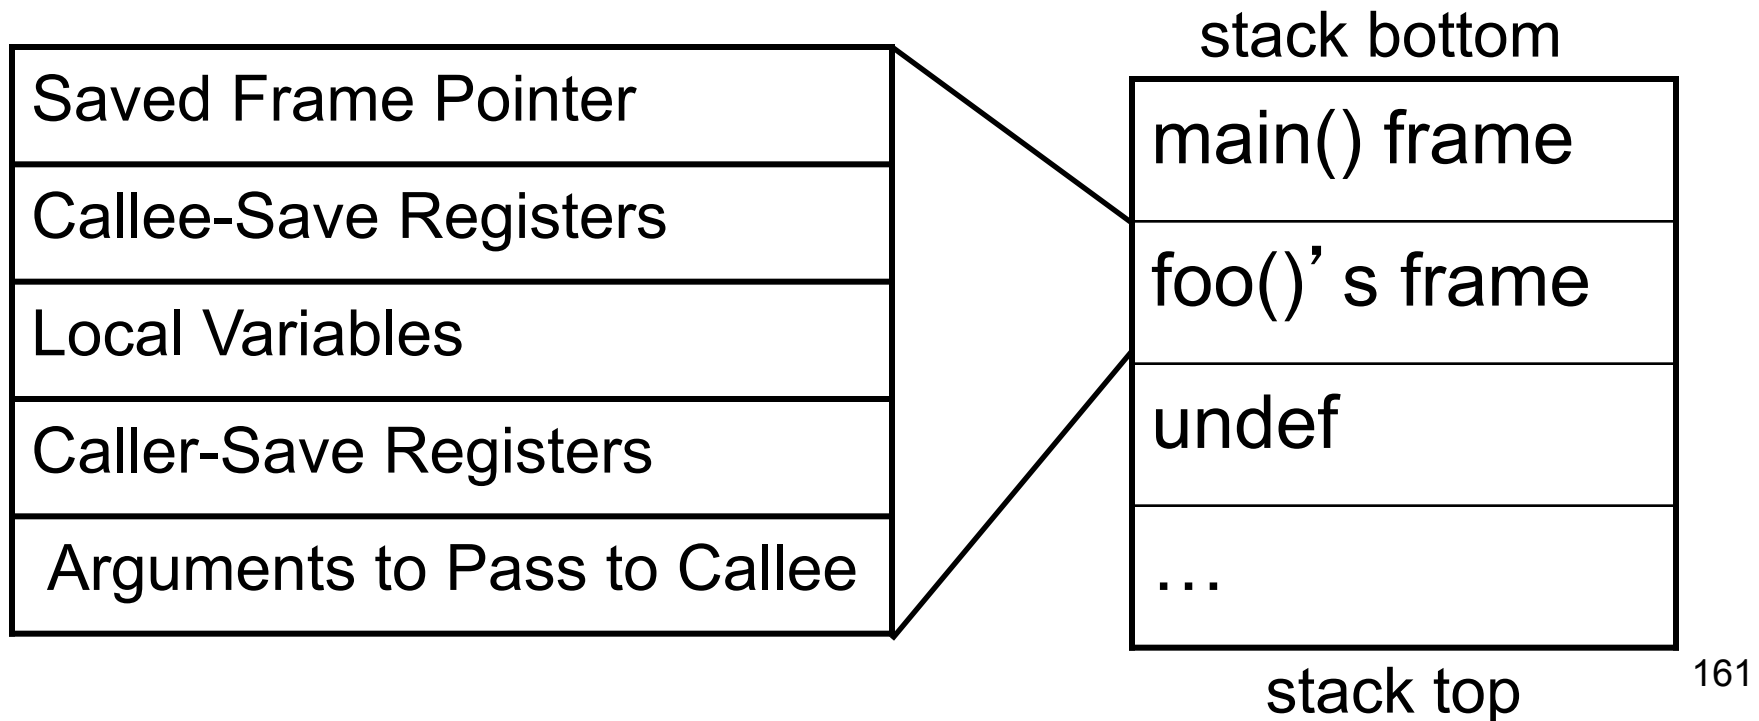 Saved Frame Pointer
Callee-Save Registers
Local Variables
Caller-Save Registers
Arguments to Pass to Callee
stack bottom
main() frame
foo()’s frame
undef
…
stack top
161